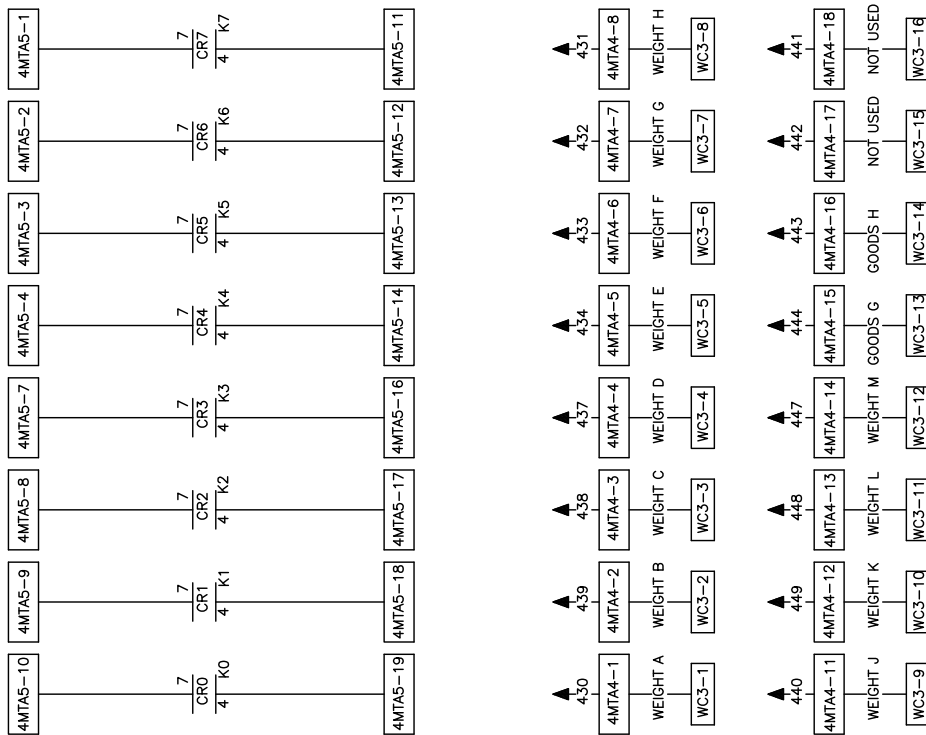 4MTA5-10 4MTA5-9 4MTA5-8 4MTA5-7 4MTA5-4 4MTA5-3 4MTA5-2 4MTA5-1
7 7 7 7 7 7 7 7
CR0 CR1 CR2 CR3 CR4 CR5 CR6 CR7
4 K0 4 K1 4 K2 4 K3 4 K4 4 K5 4 K6 4 K7
4MTA5-19 4MTA5-18 4MTA5-17 4MTA5-16 4MTA5-14 4MTA5-13 4MTA5-12 4MTA5-11
430 439 438 437 434 433 432 431
4MTA4-1 4MTA4-2 4MTA4-3 4MTA4-4 4MTA4-5 4MTA4-6 4MTA4-7 4MTA4-8
WEIGHT A WEIGHT B WEIGHT C WEIGHT D WEIGHT E WEIGHT F WEIGHT G WEIGHT H
WC3-1 WC3-2 WC3-3 WC3-4 WC3-5 WC3-6 WC3-7 WC3-8
440 449 448 447 444 443 442 441
4MTA4-11 4MTA4-12 4MTA4-13 4MTA4-14 4MTA4-15 4MTA4-16 4MTA4-17 4MTA4-18
WEIGHT J WEIGHT K WEIGHT L WEIGHT M GOODS G GOODS H NOT USED NOT USED
WC3-9 WC3-10 WC3-11 WC3-12 WC3-13 WC3-14 WC3-15 WC3-16